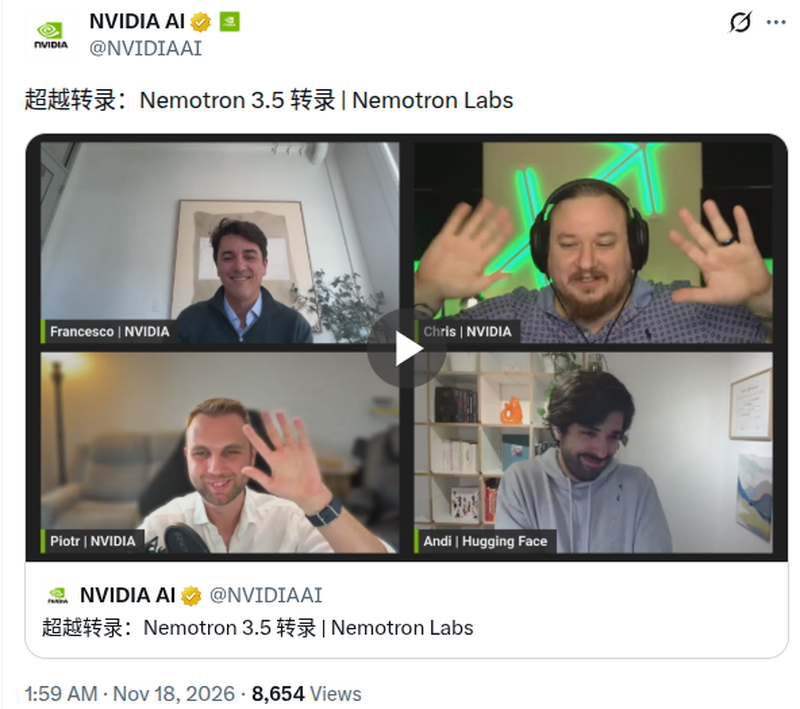 NVIDIA AI
NVIDIA
@NVIDIAAI
超越转录：Nemotron 3.5 转录 | Nemotron Labs
Francesco | NVIDIA
Chris | NVIDIA
Piotr | NVIDIA
Andi | Hugging Face
NVIDIA AI @NVIDIAAI
超越转录：Nemotron 3.5 转录 | Nemotron Labs
1:59 AM · Nov 18, 2026 · 8,654 Views